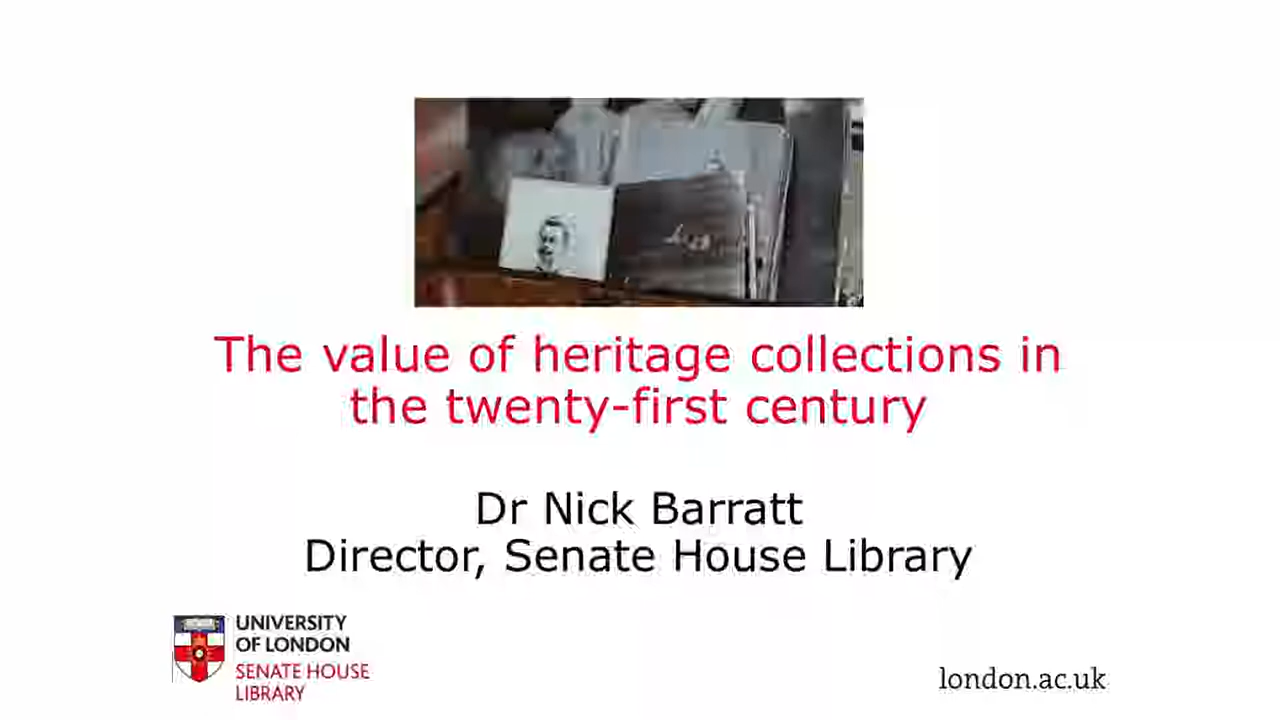 The value of heritage collections in
the twenty-first century
Dr Nick Barratt
Director, Senate House Library
UNIVERSITY
OF LONDON
SENATE HOUSE
LIBRARY
london.ac.uk